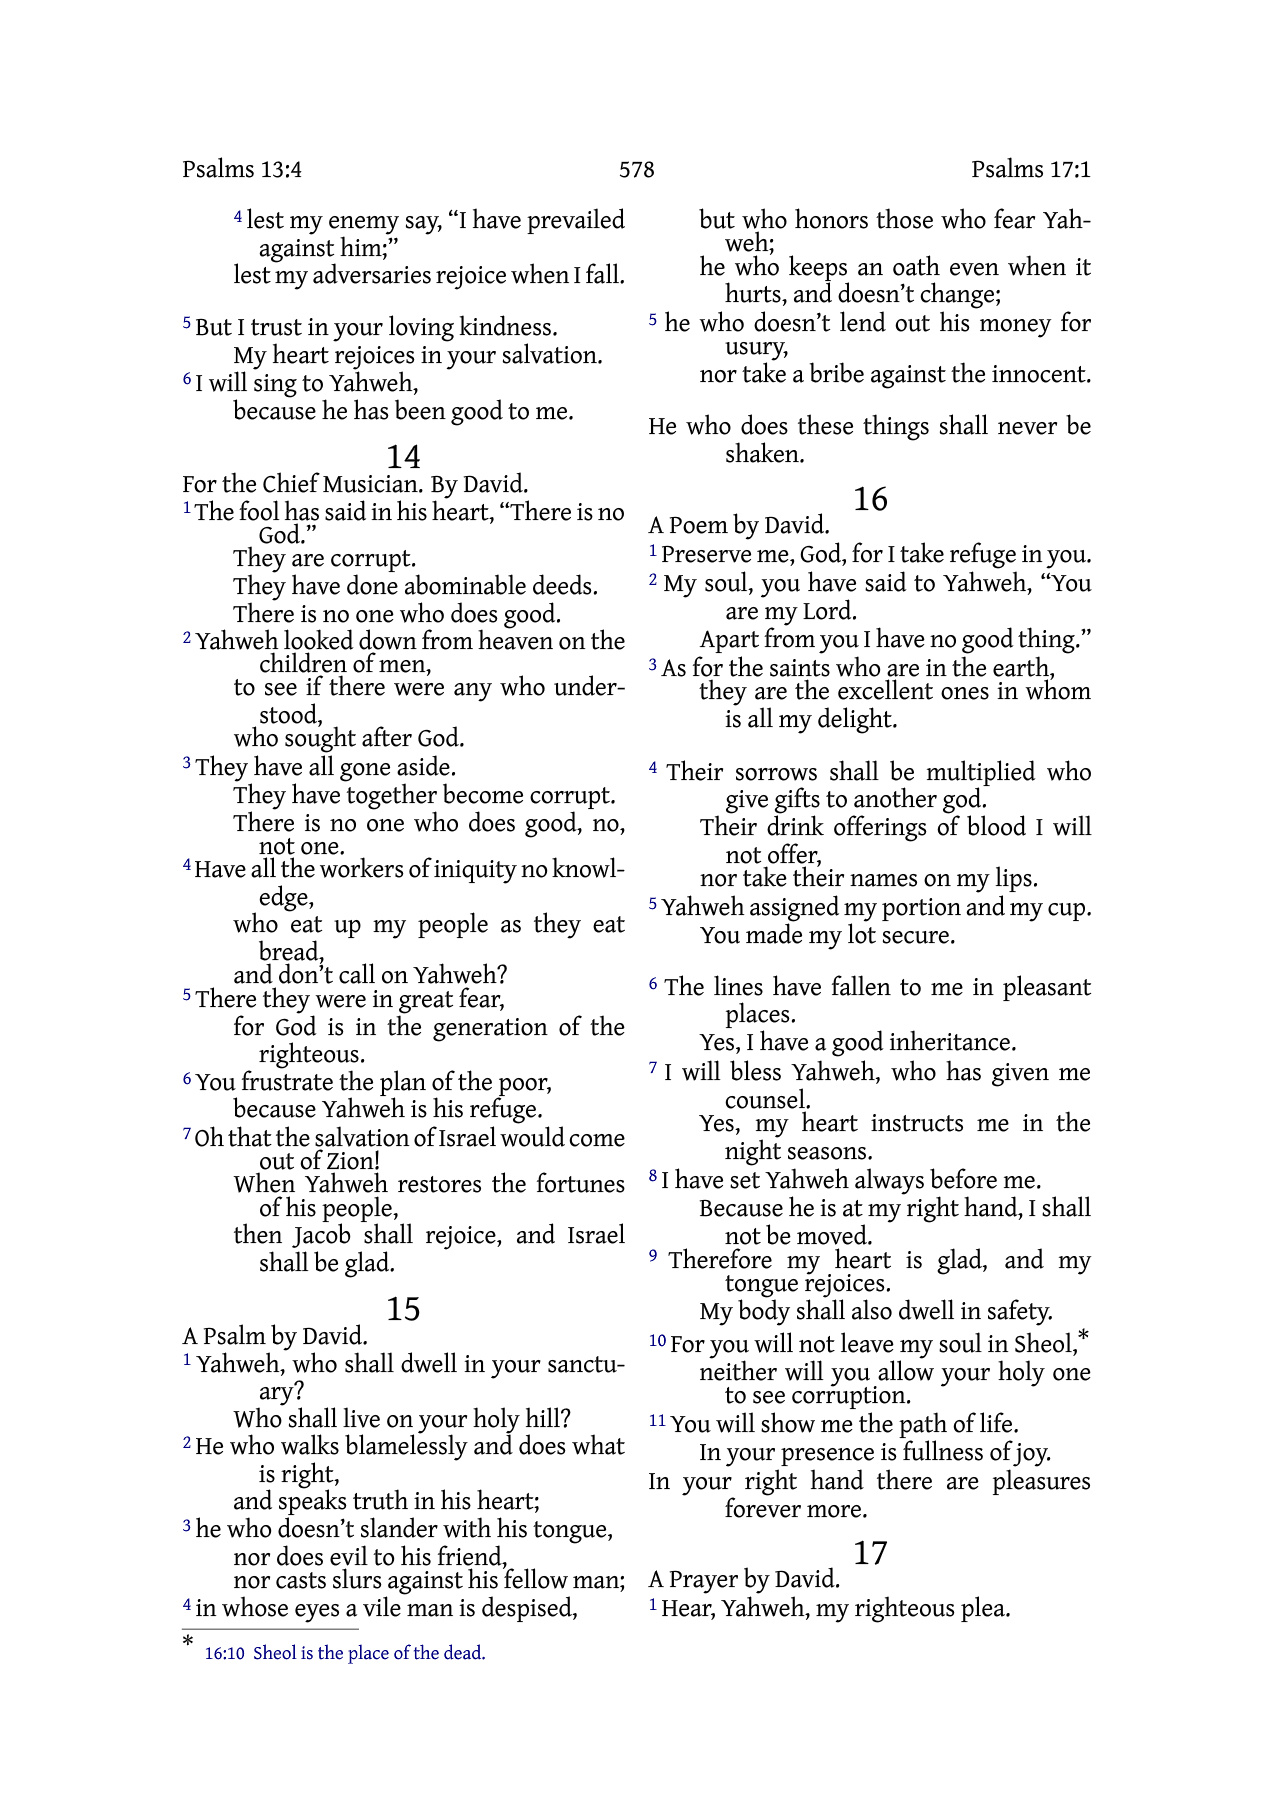 Psalms 13:4 578 Psalms 17:1
4 lest my enemy say, “I have prevailed
against him;”
lest my adversaries rejoice when I fall.
5 But I trust in your loving kindness.
My heart rejoices in your salvation.
6 I will sing to Yahweh,
because he has been good to me.
14
For the Chief Musician. By David.
1 The fool has said in his heart, “There is no
God.”
They are corrupt.
They have done abominable deeds.
There is no one who does good.
2 Yahweh looked down from heaven on the
children of men,
to see if there were any who under-
stood,
who sought after God.
3 They have all gone aside.
They have together become corrupt.
There is no one who does good, no,
not one.
4 Have all the workers of iniquity no knowl-
edge,
who eat up my people as they eat
bread,
and don’t call on Yahweh?
5 There they were in great fear,
for God is in the generation of the
righteous.
6 You frustrate the plan of the poor,
because Yahweh is his refuge.
7 Oh that the salvation of Israel would come
out of Zion!
When Yahweh restores the fortunes
of his people,
then Jacob shall rejoice, and Israel
shall be glad.
15
A Psalm by David.
1 Yahweh, who shall dwell in your sanctu-
ary?
Who shall live on your holy hill?
2 He who walks blamelessly and does what
is right,
and speaks truth in his heart;
3 he who doesn’t slander with his tongue,
nor does evil to his friend,
nor casts slurs against his fellow man;
4 in whose eyes a vile man is despised,
but who honors those who fear Yah-
weh;
he who keeps an oath even when it
hurts, and doesn’t change;
5 he who doesn’t lend out his money for
usury,
nor take a bribe against the innocent.
He who does these things shall never be
shaken.
16
A Poem by David.
1 Preserve me, God, for I take refuge in you.
2 My soul, you have said to Yahweh, “You
are my Lord.
Apart from you I have no good thing.”
3 As for the saints who are in the earth,
they are the excellent ones in whom
is all my delight.
4 Their sorrows shall be multiplied who
give gifts to another god.
Their drink offerings of blood I will
not offer,
nor take their names on my lips.
5 Yahweh assigned my portion and my cup.
You made my lot secure.
6 The lines have fallen to me in pleasant
places.
Yes, I have a good inheritance.
7 I will bless Yahweh, who has given me
counsel.
Yes, my heart instructs me in the
night seasons.
8 I have set Yahweh always before me.
Because he is at my right hand, I shall
not be moved.
9 Therefore my heart is glad, and my
tongue rejoices.
My body shall also dwell in safety.
10 For you will not leave my soul in Sheol,*
neither will you allow your holy one
to see corruption.
11 You will show me the path of life.
In your presence is fullness of joy.
In your right hand there are pleasures
forever more.
17
A Prayer by David.
1 Hear, Yahweh, my righteous plea.
* 16:10 Sheol is the place of the dead.